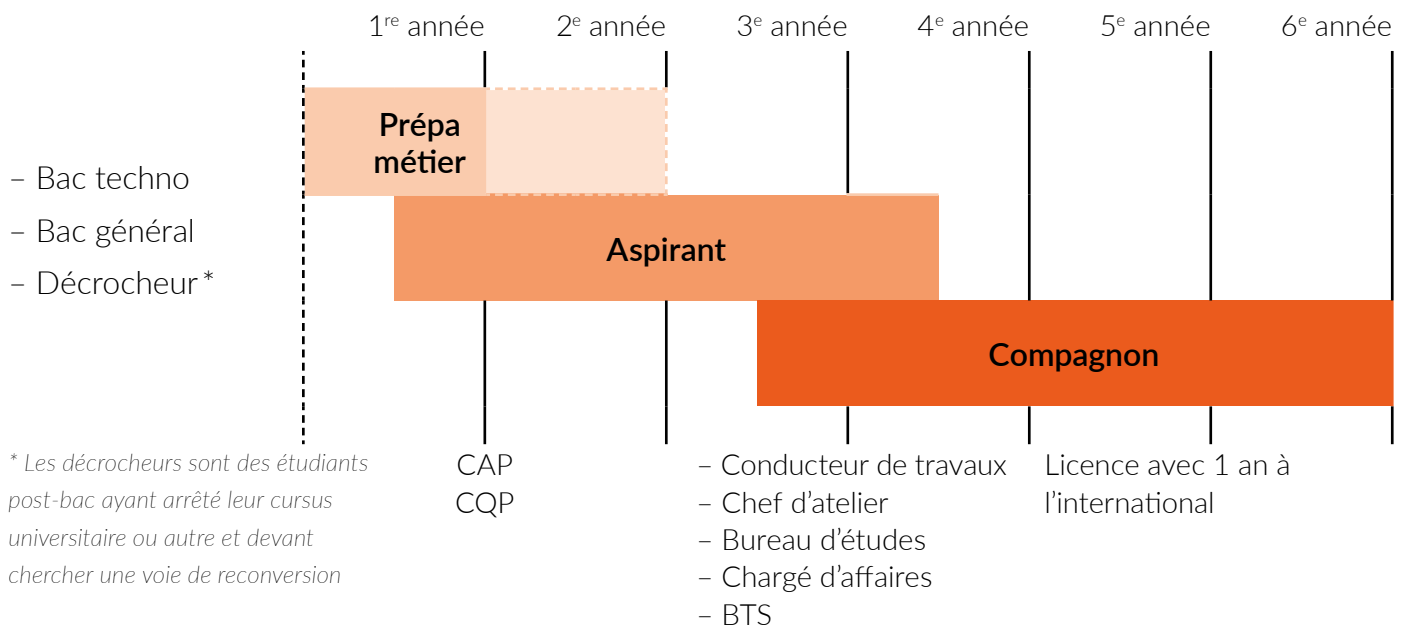 1re année 2e année 3e année 4e année 5e année 6e année
Prépa
métier
– Bac techno
– Bac général
– Décrocheur*
Aspirant
Compagnon
* Les décrocheurs sont des étudiants
post-bac ayant arrêté leur cursus
universitaire ou autre et devant
chercher une voie de reconversion
CAP
CQP
– Conducteur de travaux
– Chef d’atelier
– Bureau d’études
– Chargé d’affaires
– BTS
Licence avec 1 an à
l’international